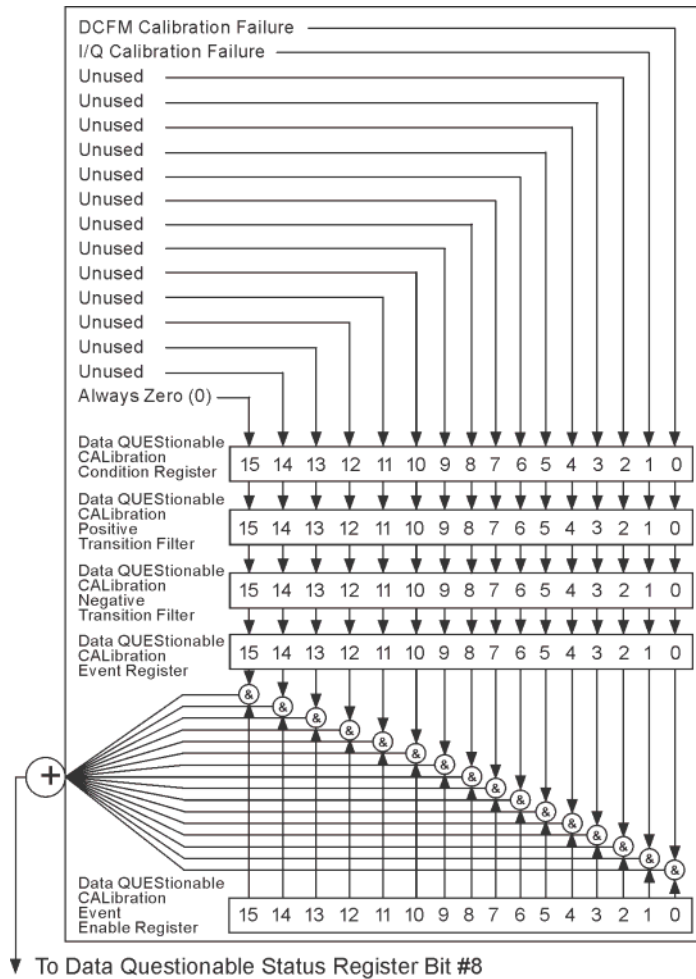 DCFM Calibration Failure
I/Q Calibration Failure
Unused
Unused
Unused
Unused
Unused
Unused
Unused
Unused
Unused
Unused
Unused
Unused
Unused
Always Zero (0)
Data QUEStionable
CALibration
Condition Register
15 14 13 12 11 10 9 8 7 6 5 4 3 2 1 0
Data QUEStionable
CALibration
Positive
Transition Filter
15 14 13 12 11 10 9 8 7 6 5 4 3 2 1 0
Data QUEStionable
CALibration
Negative
Transition Filter
15 14 13 12 11 10 9 8 7 6 5 4 3 2 1 0
Data QUEStionable
CALibration
Event Register
15 14 13 12 11 10 9 8 7 6 5 4 3 2 1 0
& & & & & & & & & & & & & & & &
+
Data QUEStionable
CALibration
Event
Enable Register
15 14 13 12 11 10 9 8 7 6 5 4 3 2 1 0
To Data Questionable Status Register Bit #8